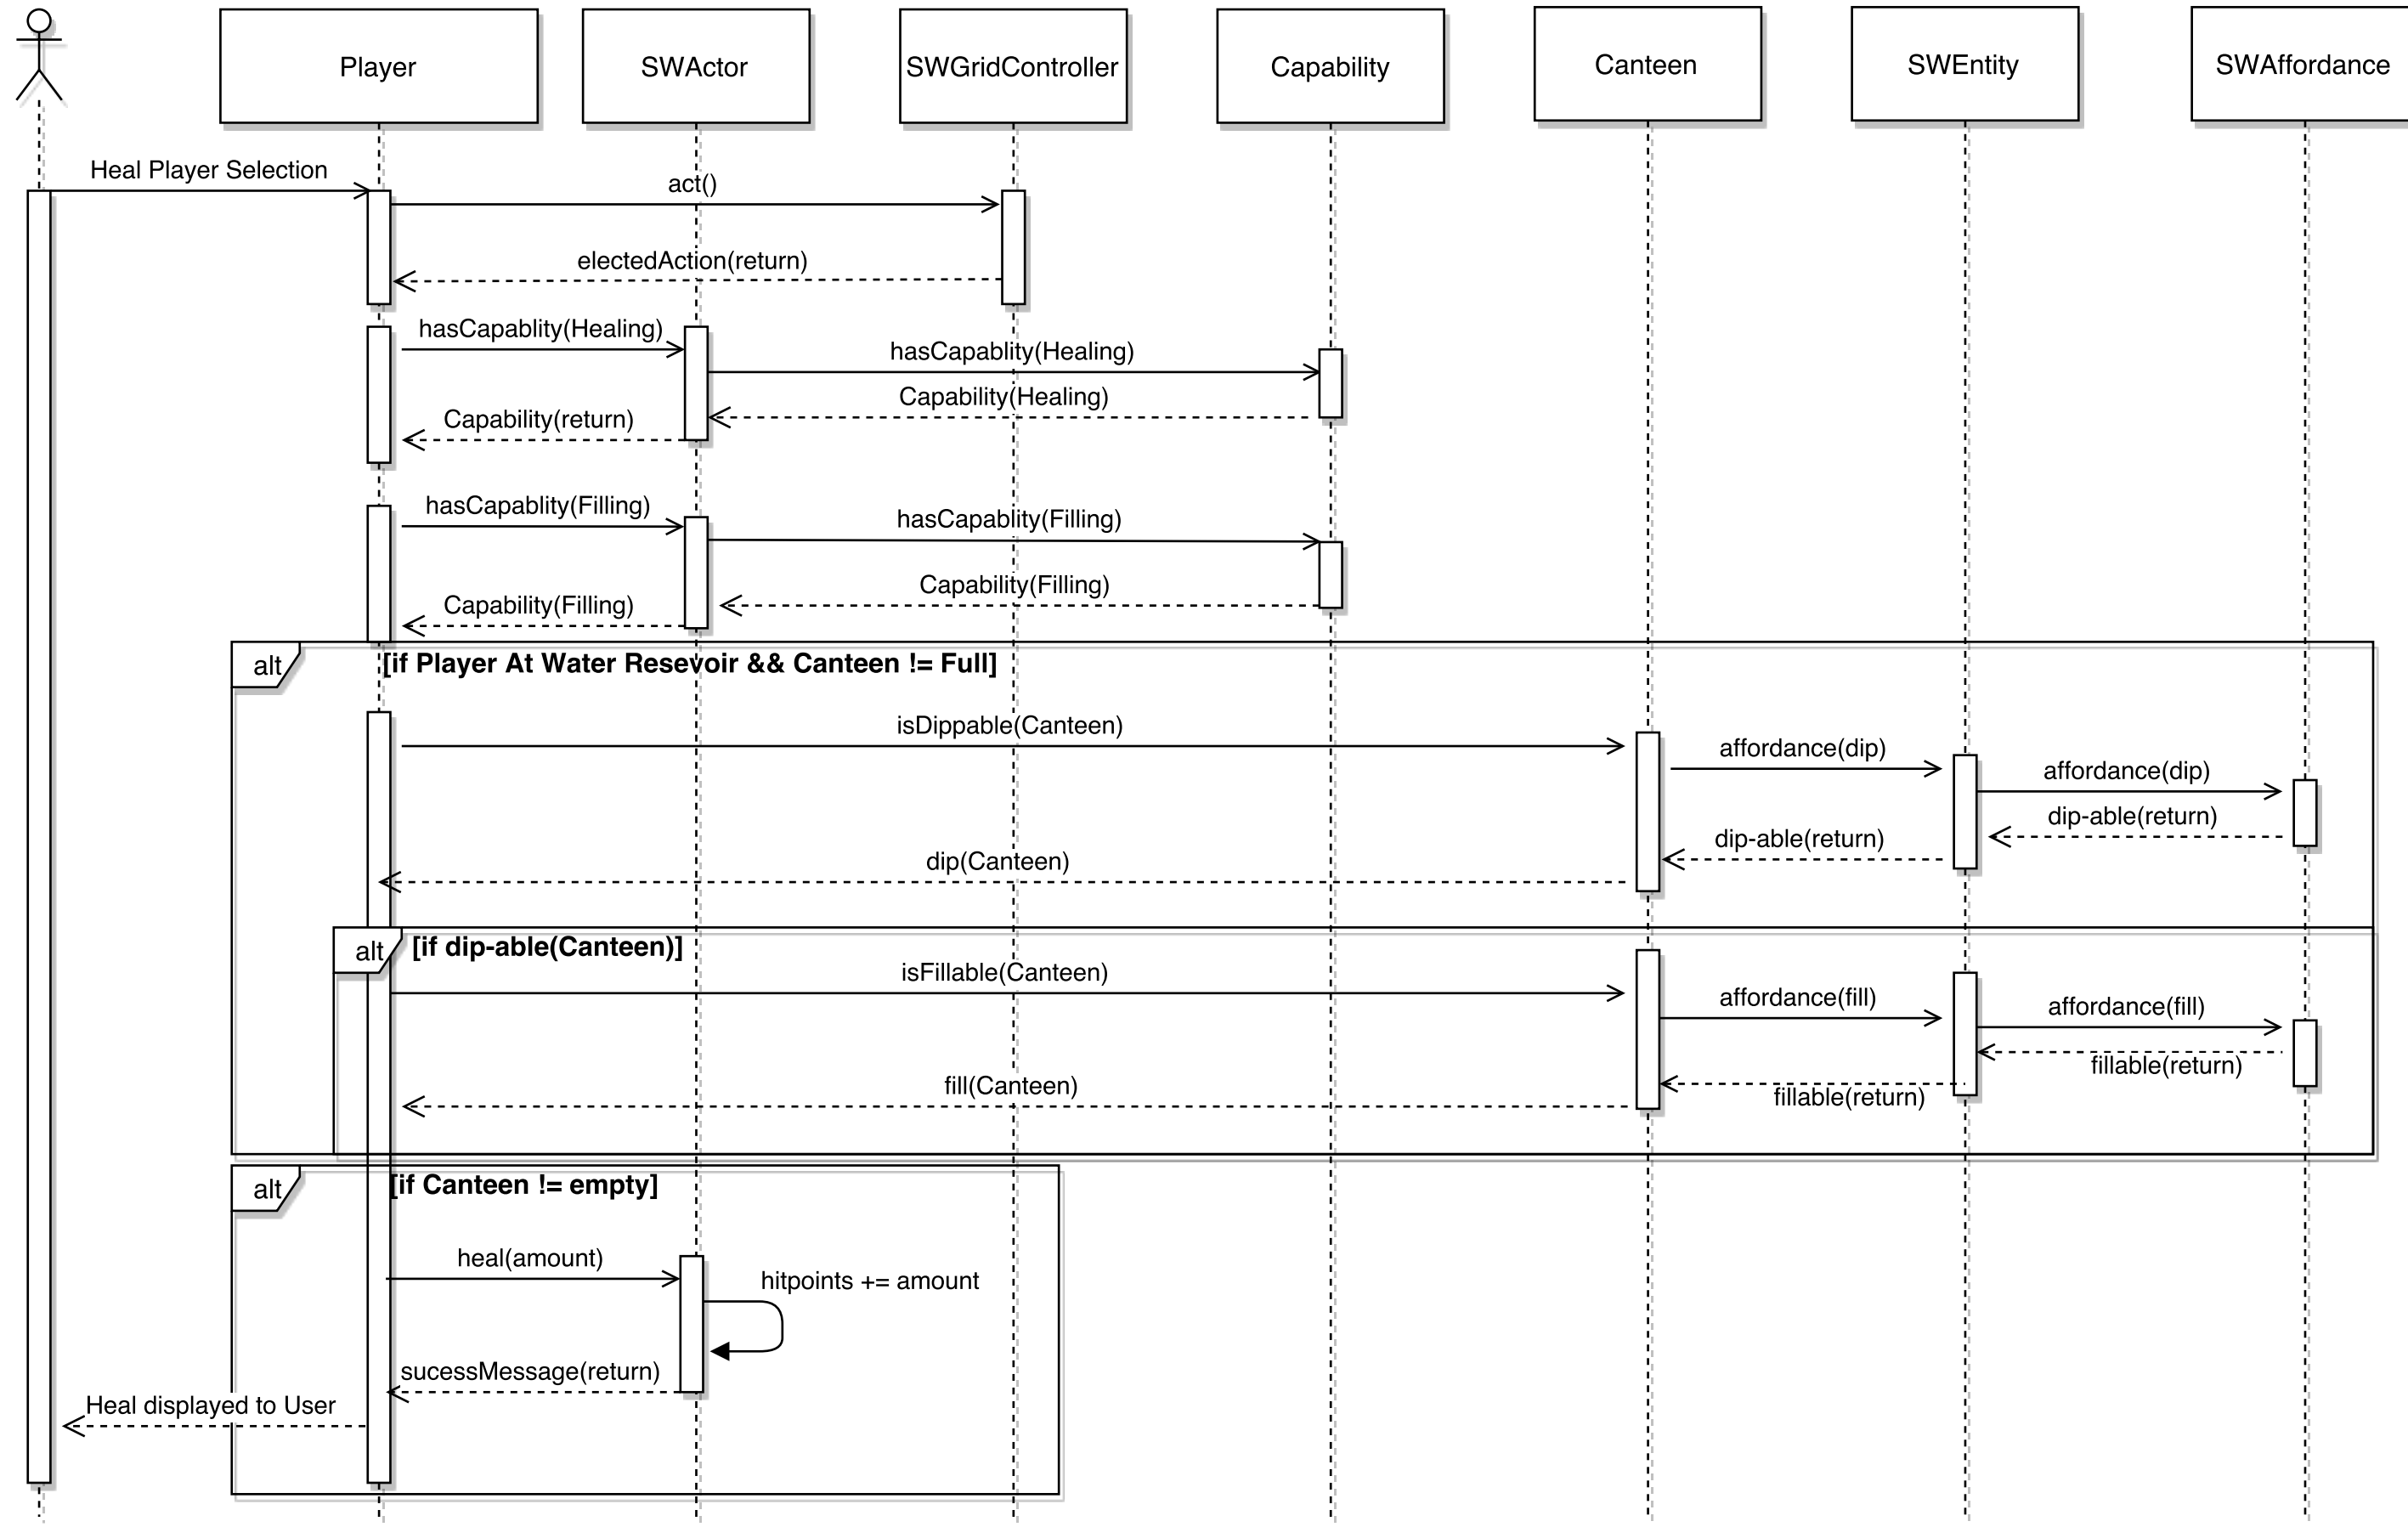 Player
SWActor
SWGridController
Capability
Canteen
SWEntity
SWAffordance
Heal Player Selection
act()
electedAction(return)
hasCapablity(Healing)
hasCapablity(Healing)
Capability(Healing)
Capability(return)
hasCapablity(Filling)
hasCapablity(Filling)
Capability(Filling)
Capability(Filling)
alt
[if Player At Water Resevoir && Canteen != Full]
isDippable(Canteen)
affordance(dip)
affordance(dip)
dip-able(return)
dip-able(return)
dip(Canteen)
alt
[if dip-able(Canteen)]
isFillable(Canteen)
affordance(fill)
affordance(fill)
fillable(return)
fillable(return)
fill(Canteen)
alt
[if Canteen != empty]
heal(amount)
hitpoints += amount
sucessMessage(return)
Heal displayed to User